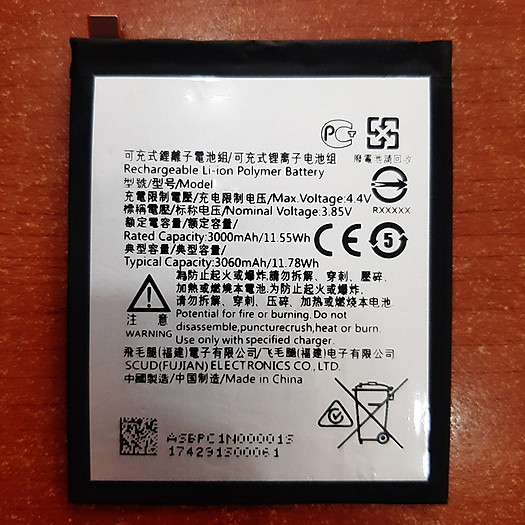 廢電池請回收
可充式鋰離子電池組/可充式锂离子电池组
Rechargeable Li-ion Polymer Battery
型號/型号/Model
充電限制電壓/充电限制电压/Max.Voltage:4.4V
標稱電壓/标称电压/Nominal Voltage:3.85V
RXXXXX
額定電容量/额定容量/
Rated Capacity:3000mAh/11.55Wh
典型容量/典型容量/
Typical Capacity:3060mAh/11.78Wh
CE
5
為防止起火或爆炸,請勿拆解、穿刺、壓碎、
加熱或燃燒本電池.为防止起火或爆炸,
请勿拆解、穿刺、压碎、加热或燃烧本电池.
注意
WARNING
Potential for fire or burning. Do not
disassemble,puncturecrush,heat or burn.
Use only with specified charger.
飛毛腿(福建)電子有限公司/飞毛腿(福建)电子有限公司
SCUD(FUJIAN) ELECTRONICS CO.,LTD.
中國製造/中国制造/Made in China
ASBPC1N00001S
174291S00061